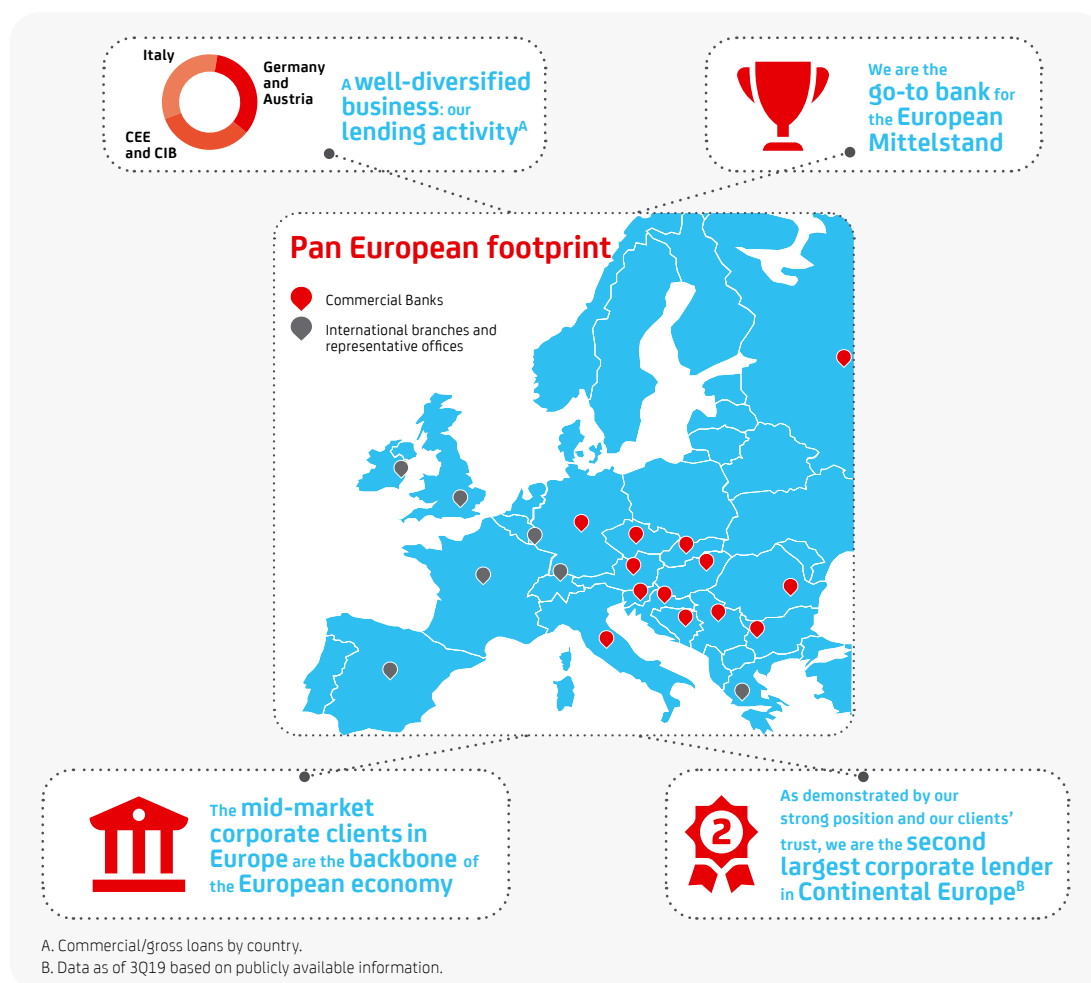 Italy
Germany
and
Austria
CEE
and CIB
A well-diversified
business: our
lending activityA
We are the
go-to bank for
the European
Mittelstand
Pan European footprint
Commercial Banks
International branches and
representative offices
The mid-market
corporate clients in
Europe are the backbone of
the European economy
2
As demonstrated by our
strong position and our clients’
trust, we are the second
largest corporate lender
in Continental EuropeB
A. Commercial/gross loans by country.
B. Data as of 3Q19 based on publicly available information.